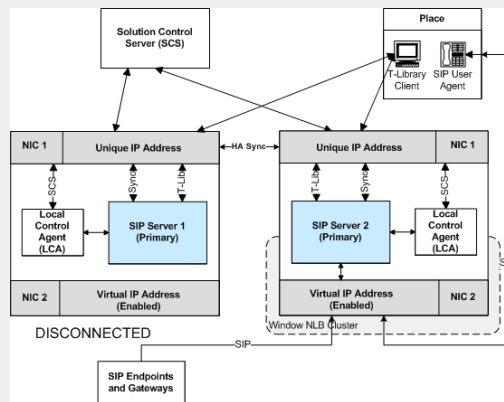 Solution Control
Server (SCS)
Place
T-Library
Client
SIP User
Agent
NIC 1
Unique IP Address
HA Sync
Unique IP Address
NIC 1
SCS
Sync
T-Lib
T-Lib
Sync
SCS
Local
Control
Agent
(LCA)
SIP Server 1
(Primary)
SIP Server 2
(Primary)
Local
Control
Agent
(LCA)
NIC 2
Virtual IP Address
(Enabled)
Virtual IP Address
(Enabled)
NIC 2
Window NLB Cluster
DISCONNECTED
SIP
SIP Endpoints
and Gateways